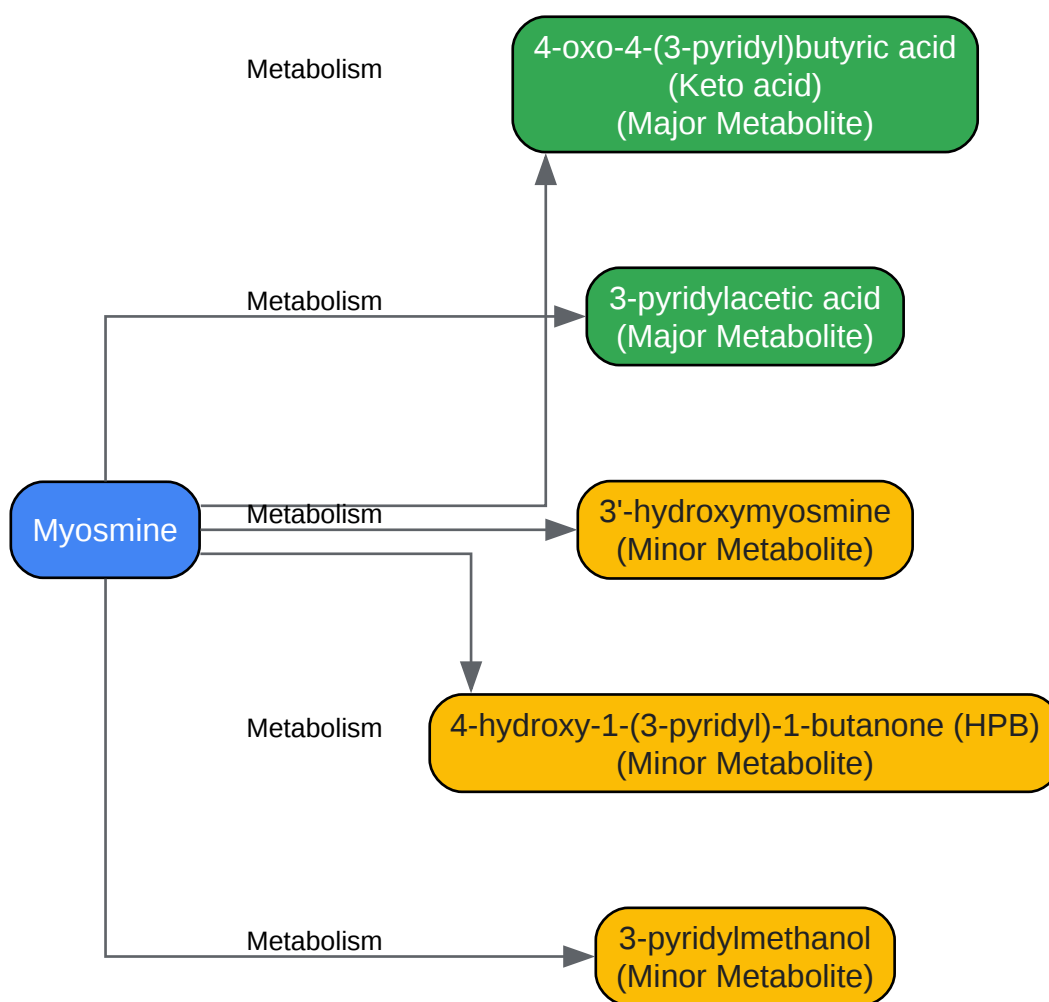 Metabolism
4-oxo-4-(3-pyridyl)butyric acid
(Keto acid)
(Major Metabolite)
Metabolism
3-pyridylacetic acid
(Major Metabolite)
Myosmine
Metabolism
3'-hydroxymyosmine
(Minor Metabolite)
Metabolism
4-hydroxy-1-(3-pyridyl)-1-butanone (HPB)
(Minor Metabolite)
Metabolism
3-pyridylmethanol
(Minor Metabolite)